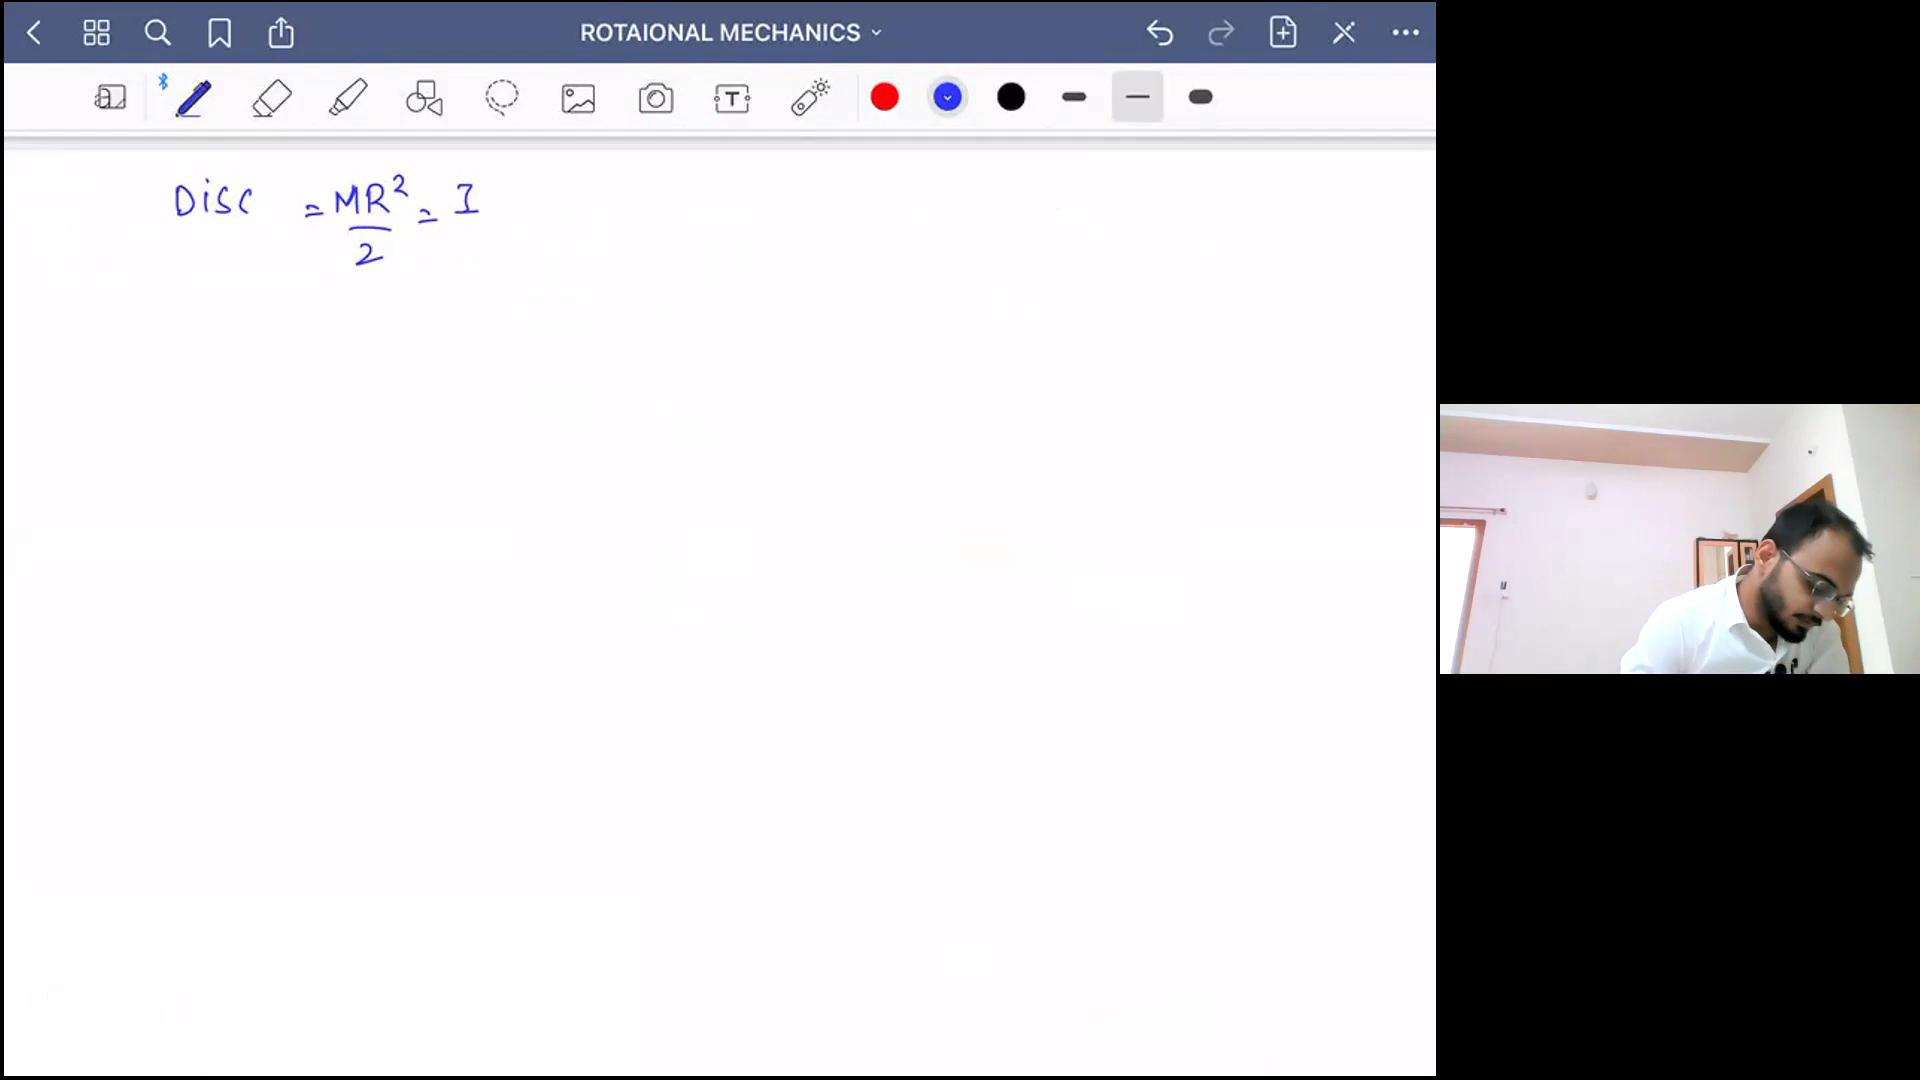 ROTAIONAL MECHANICS
DISC = MR² = I
2